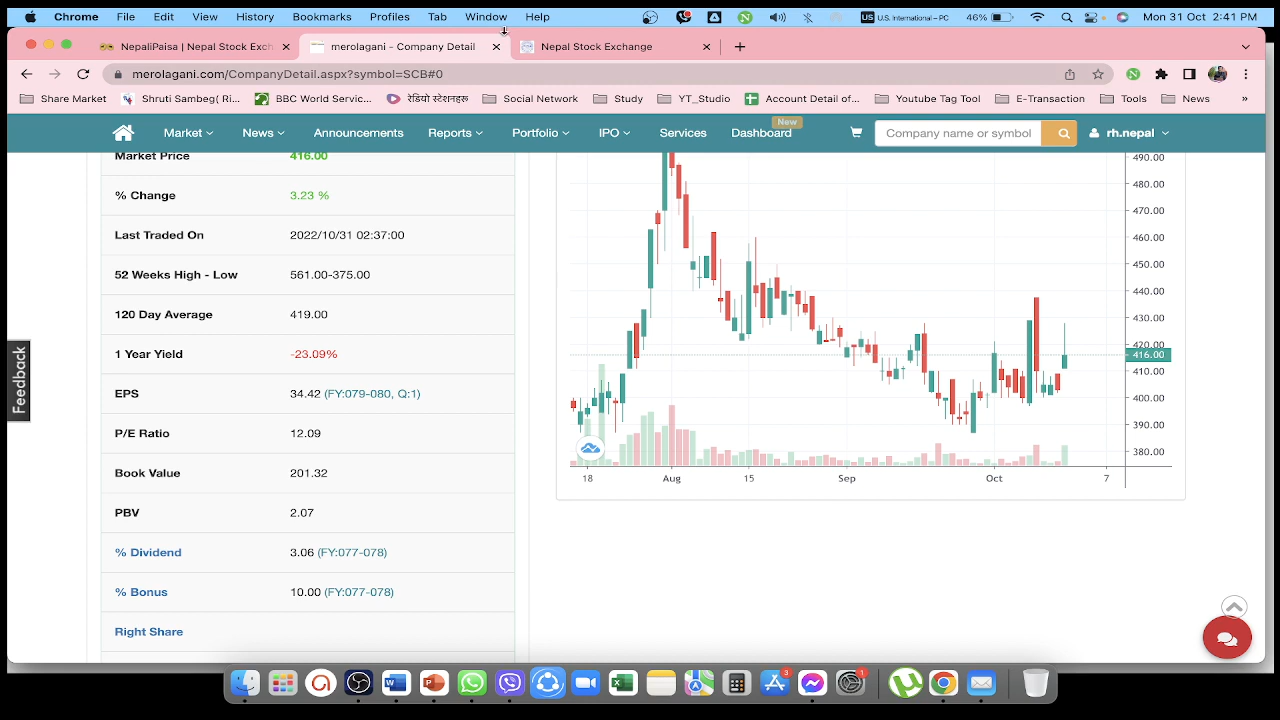 Chrome File Edit View History Bookmarks Profiles Tab Window Help U.S. International – PC 46% Mon 31 Oct 2:41 PM
NepaliPaisa | Nepal Stock Exch merolagani - Company Detail Nepal Stock Exchange
merolagani.com/CompanyDetail.aspx?symbol=SCB#0
Share Market Shruti Sambeg( Ri... BBC World Servic... रेडियो स्टेशनहरू Social Network Study YT_Studio Account Detail of... Youtube Tag Tool E-Transaction Tools News »
New
Market News Announcements Reports Portfolio IPO Services Dashboard Company name or symbol rh.nepal
Market Price 416.00
% Change 3.23 %
Last Traded On 2022/10/31 02:37:00
52 Weeks High - Low 561.00-375.00
120 Day Average 419.00
1 Year Yield -23.09%
EPS 34.42 (FY:079-080, Q:1)
P/E Ratio 12.09
Book Value 201.32
PBV 2.07
% Dividend 3.06 (FY:077-078)
% Bonus 10.00 (FY:077-078)
Right Share
490.00
480.00
470.00
460.00
450.00
440.00
430.00
420.00
416.00
410.00
400.00
390.00
380.00
18 Aug 15 Sep Oct 7
Feedback
3
1